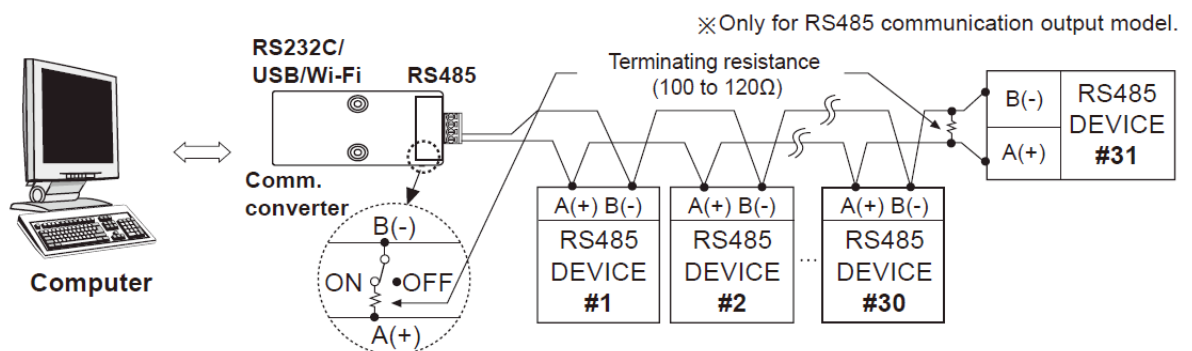 ※Only for RS485 communication output model.
RS232C/
USB/Wi-Fi
RS485
Terminating resistance
(100 to 120Ω)
B(-)
A(+)
RS485
DEVICE
#31
Comm.
converter
Computer
B(-)
ON
OFF
A(+)
A(+) B(-)
RS485
DEVICE
#1
A(+) B(-)
RS485
DEVICE
#2
...
A(+) B(-)
RS485
DEVICE
#30